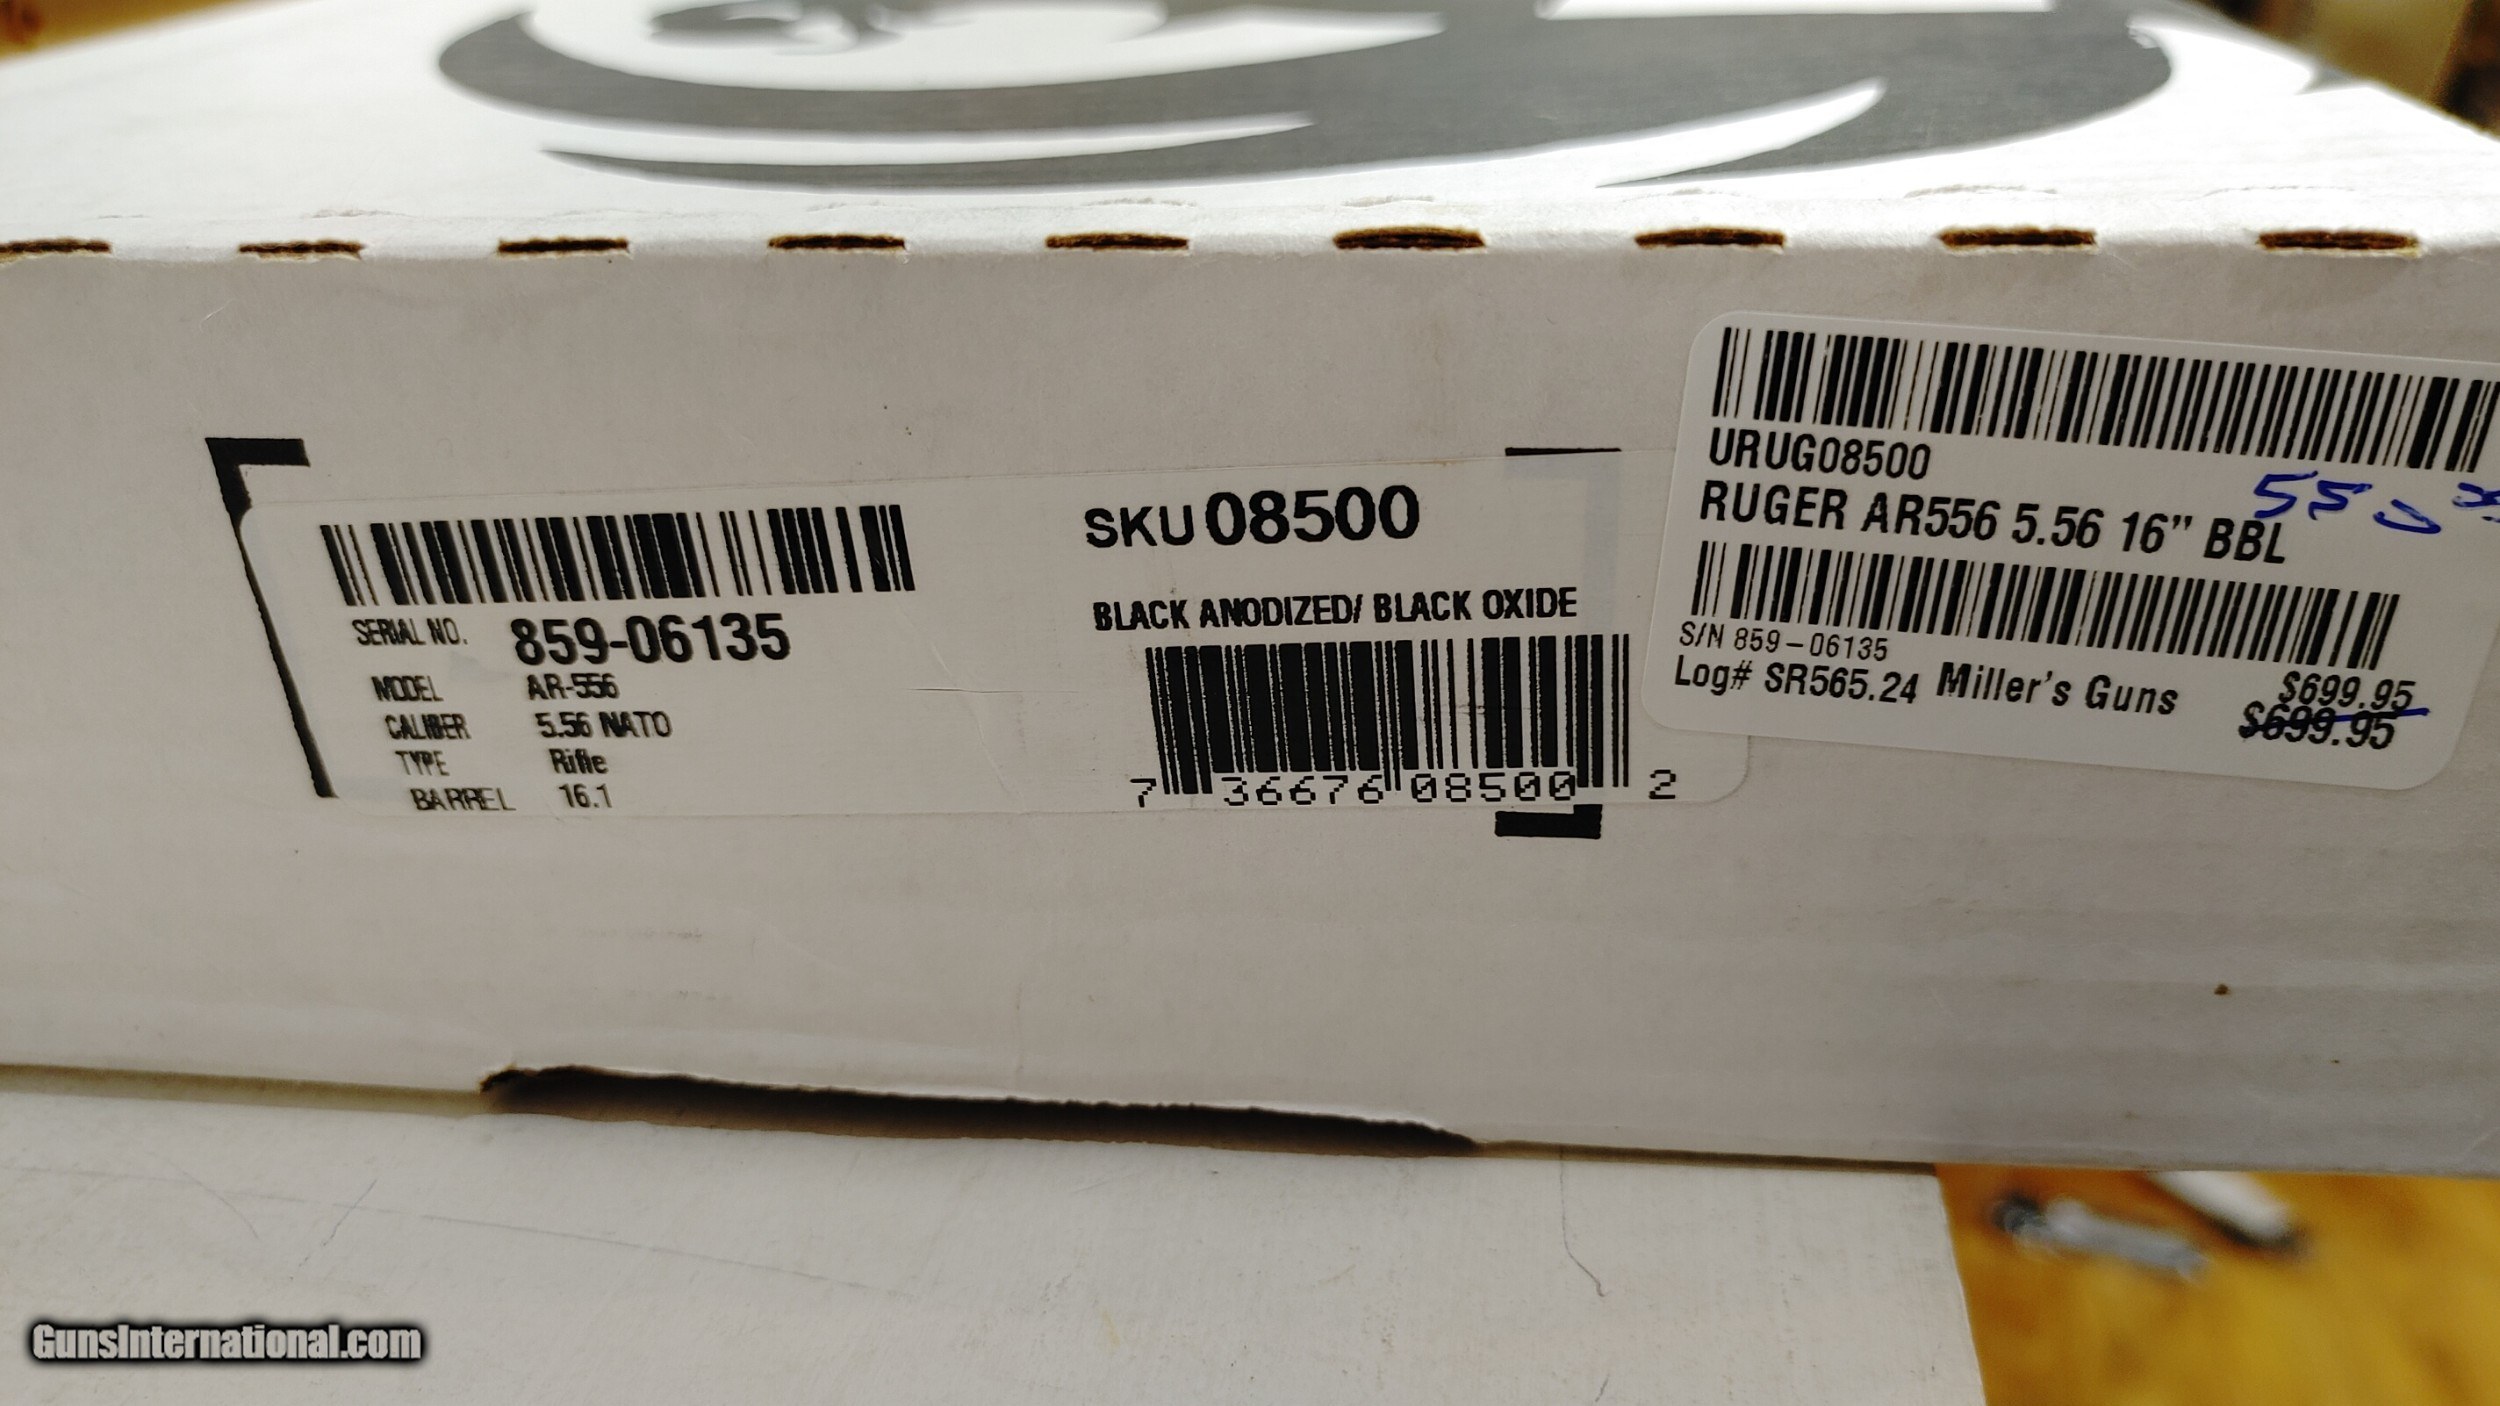 SERIAL NO. 859-06135
MODEL AR-556
CALIBER 5.56 NATO
TYPE Rifle
BARREL 16.1
SKU 08500
BLACK ANODIZED/ BLACK OXIDE
7 36676 08500 2
URUG08500
RUGER AR556 5.56 16” BBL
S/N 859-06135
Log# SR565.24 Miller's Guns
$699.95
$699.95
GunsInternational.com